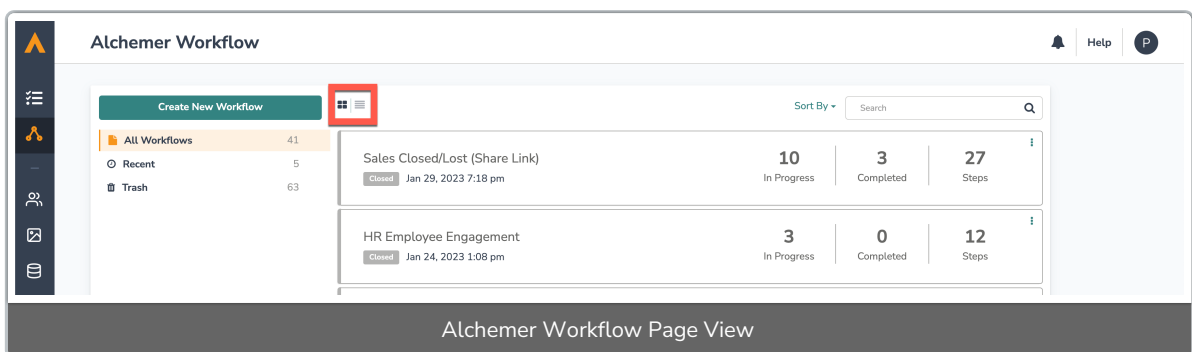 Alchemer Workflow
Help
P
Create New Workflow
Sort By
Search
All Workflows 41
Recent 5
Trash 63
Sales Closed/Lost (Share Link)
Closed Jan 29, 2023 7:18 pm
10 3 27
In Progress Completed Steps
HR Employee Engagement
Closed Jan 24, 2023 1:08 pm
3 0 12
In Progress Completed Steps
Alchemer Workflow Page View